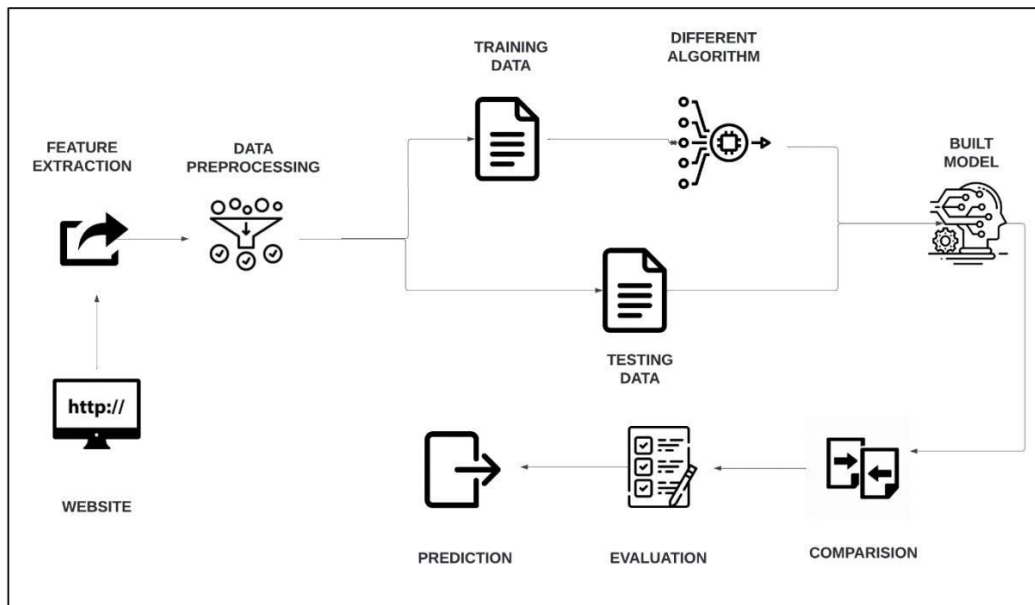 TRAINING
DATA
DIFFERENT
ALGORITHM
FEATURE
EXTRACTION
DATA
PREPROCESSING
BUILT
MODEL
http://
WEBSITE
TESTING
DATA
PREDICTION
EVALUATION
COMPARISION